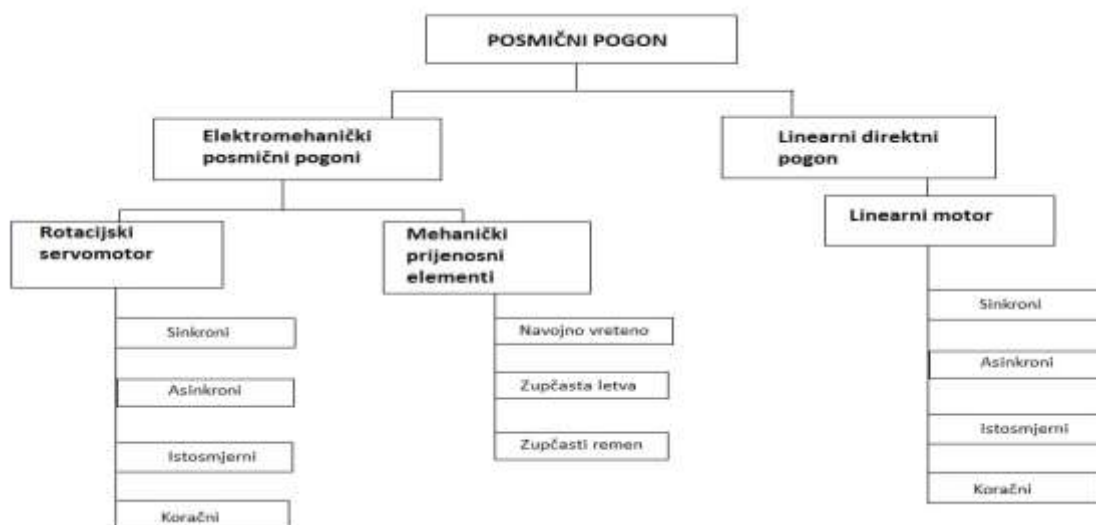 POSMIČNI POGON
Elektromehanički
posmični pogoni
Linearni direktni
pogon
Rotacijski
servomotor
Mehanički
prijenosni
elementi
Linearni motor
Sinkroni
Asinkroni
Istosmjerni
Koračni
Navojno vreteno
Zupčasta letva
Zupčasti remen
Sinkroni
Asinkroni
Istosmjerni
Koračni